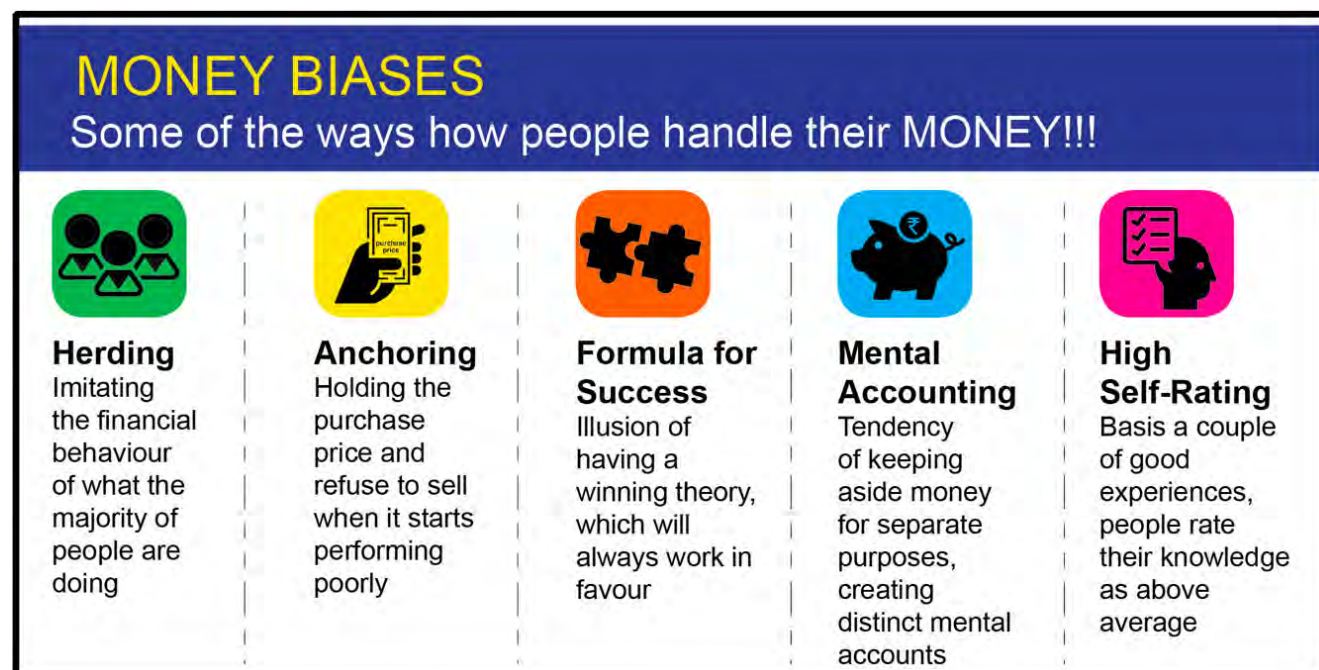 MONEY BIASES
Some of the ways how people handle their MONEY!!!
Herding
Imitating
the financial
behaviour
of what the
majority of
people are
doing
purchase
price
Anchoring
Holding the
purchase
price and
refuse to sell
when it starts
performing
poorly
Formula for
Success
Illusion of
having a
winning theory,
which will
always work in
favour
₹
Mental
Accounting
Tendency
of keeping
aside money
for separate
purposes,
creating
distinct mental
accounts
High
Self-Rating
Basis a couple
of good
experiences,
people rate
their knowledge
as above
average